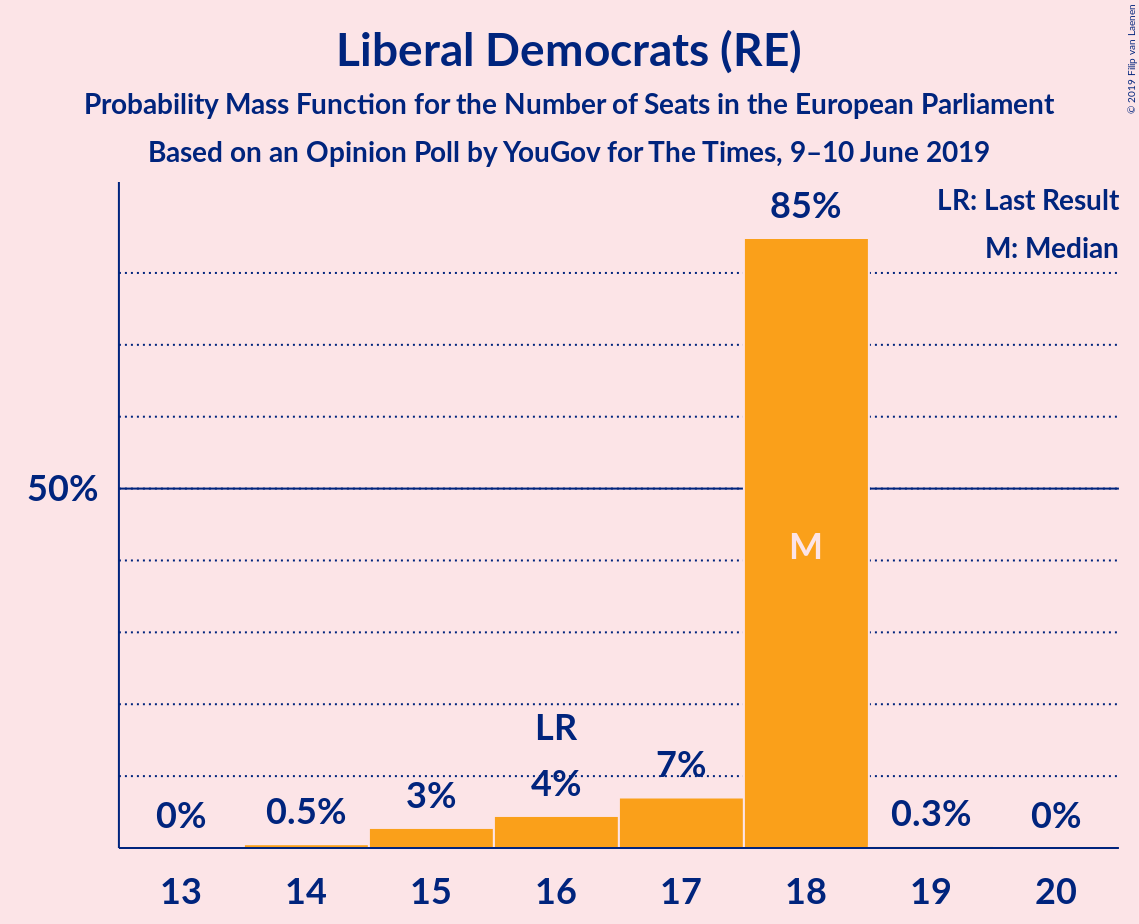 Liberal Democrats (RE)
Probability Mass Function for the Number of Seats in the European Parliament
Based on an Opinion Poll by YouGov for The Times, 9–10 June 2019
© 2019 Filip van Laenen
LR: Last Result
M: Median
85%
50%
M
LR
0%
0.5%
3%
4%
7%
0.3%
0%
13 14 15 16 17 18 19 20